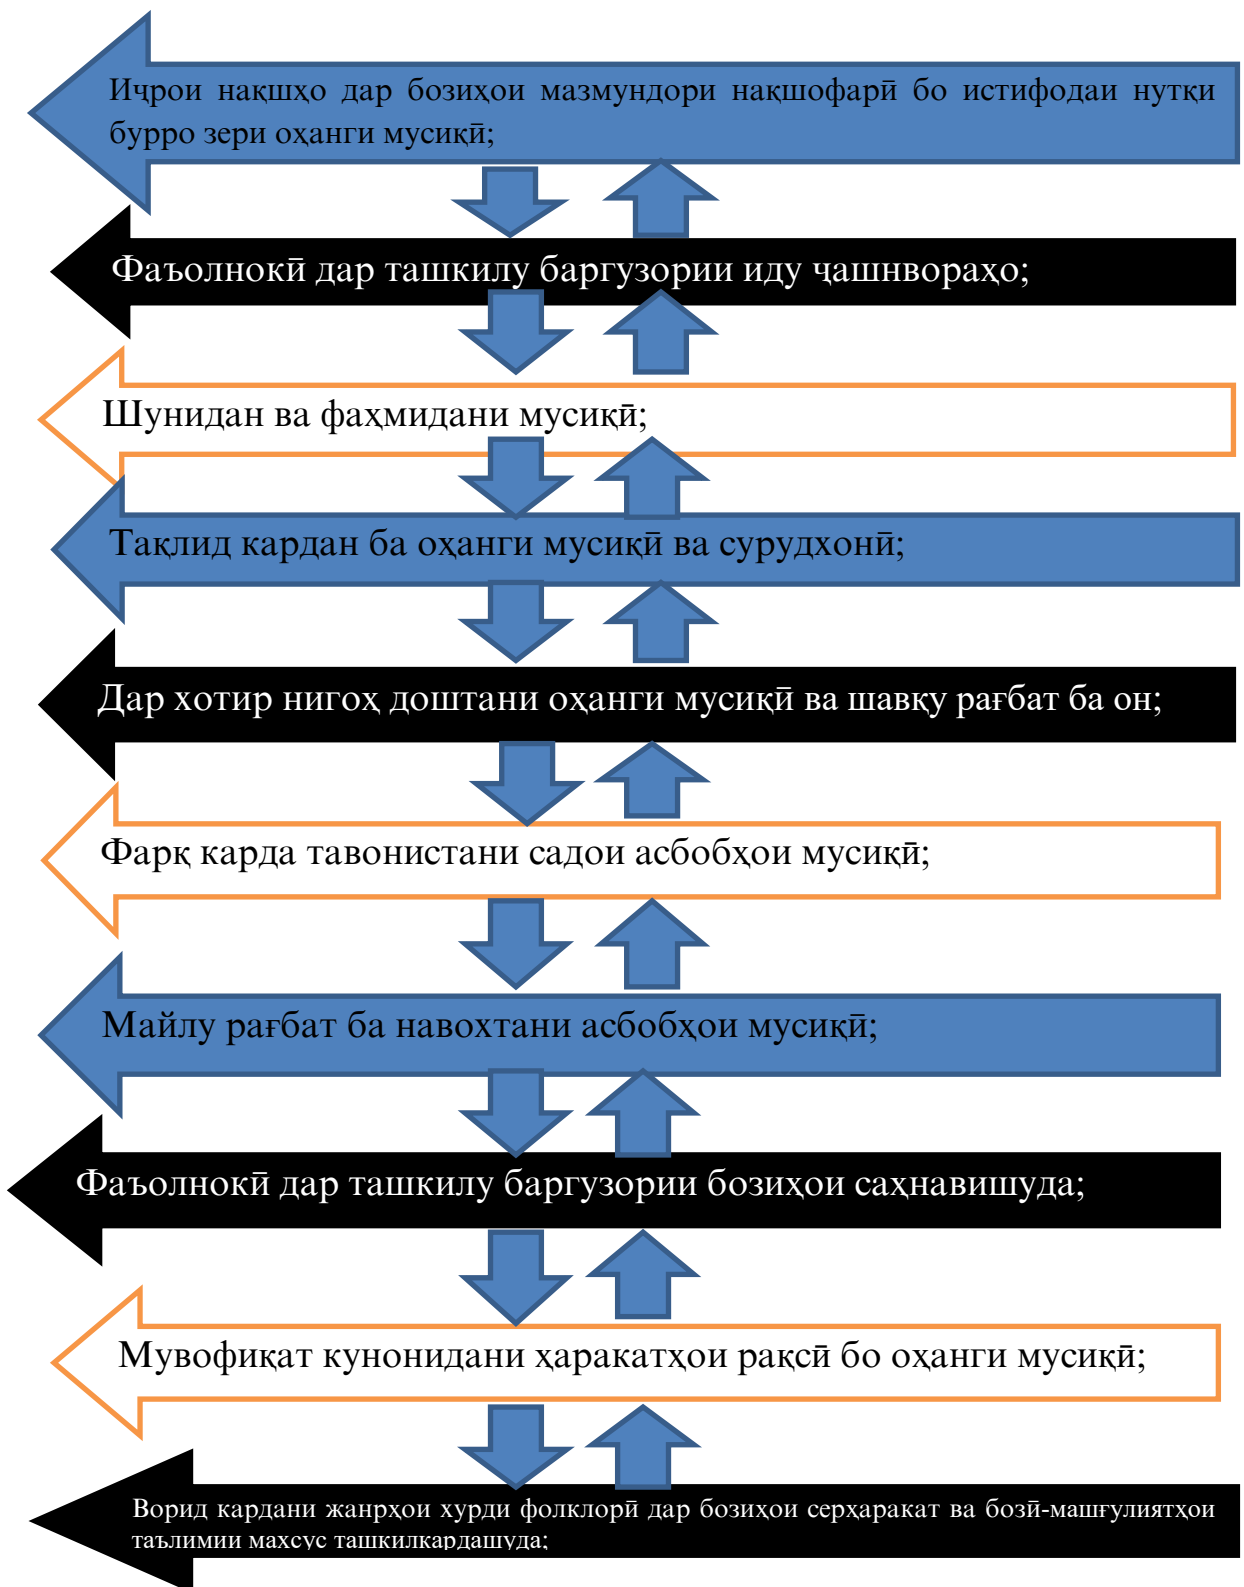 Иҷрои нақшҳо дар бозиҳои мазмундори нақшофарӣ бо истифодаи нутқи
бурро зери оҳанги мусиқӣ;
Фаъолнокӣ дар ташкилу баргузории иду ҷашнвораҳо;
Шунидан ва фаҳмидани мусиқӣ;
Тақлид кардан ба оҳанги мусиқӣ ва сурудхонӣ;
Дар хотир нигоҳ доштани оҳанги мусиқӣ ва шавқу рағбат ба он;
Фарқ карда тавонистани садои асбобҳои мусиқӣ;
Майлу рағбат ба навохтани асбобҳои мусиқӣ;
Фаъолнокӣ дар ташкилу баргузории бозиҳои саҳнавишуда;
Мувофиқат кунонидани ҳаракатҳои рақсӣ бо оҳанги мусиқӣ;
Ворид кардани жанрҳои хурди фолклорӣ дар бозиҳои серҳаракат ва бозӣ-машғулиятҳои
таълимии махсус ташкилкардашуда;